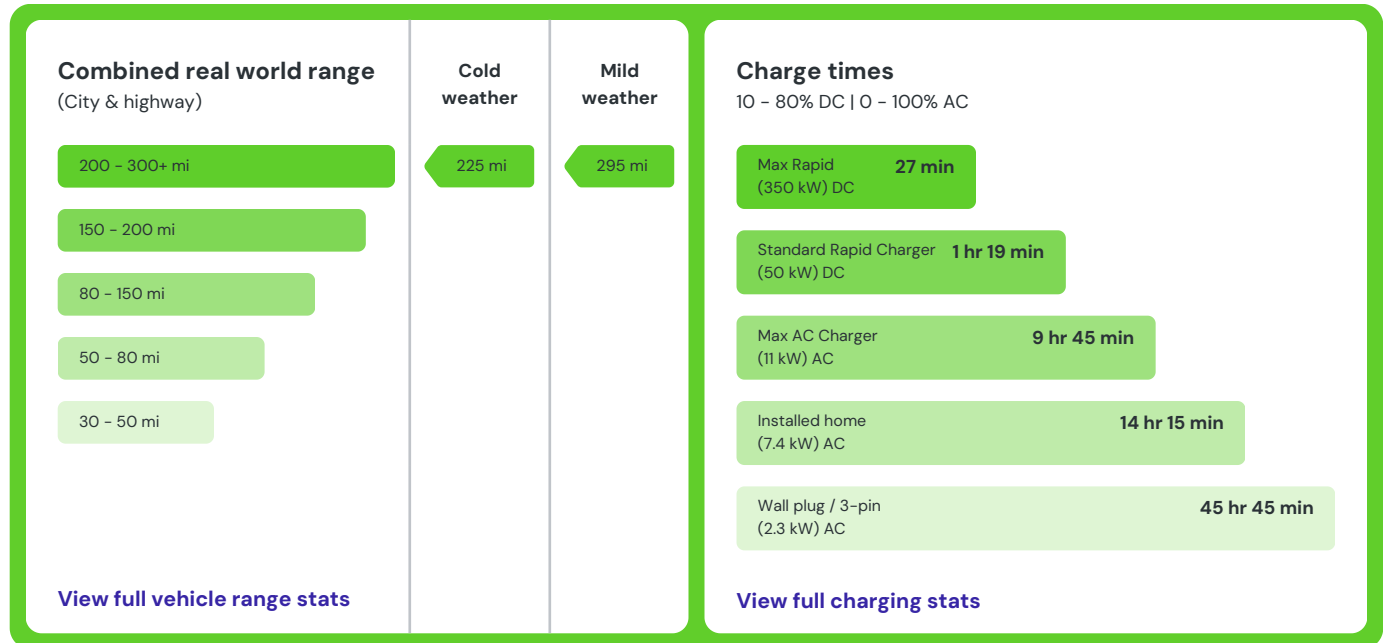 Combined real world range
(City & highway)
Cold
weather
Mild
weather
200 - 300+ mi
225 mi
295 mi
150 - 200 mi
80 - 150 mi
50 - 80 mi
30 - 50 mi
View full vehicle range stats
Charge times
10 - 80% DC | 0 - 100% AC
Max Rapid 27 min
(350 kW) DC
Standard Rapid Charger 1 hr 19 min
(50 kW) DC
Max AC Charger 9 hr 45 min
(11 kW) AC
Installed home 14 hr 15 min
(7.4 kW) AC
Wall plug / 3-pin 45 hr 45 min
(2.3 kW) AC
View full charging stats